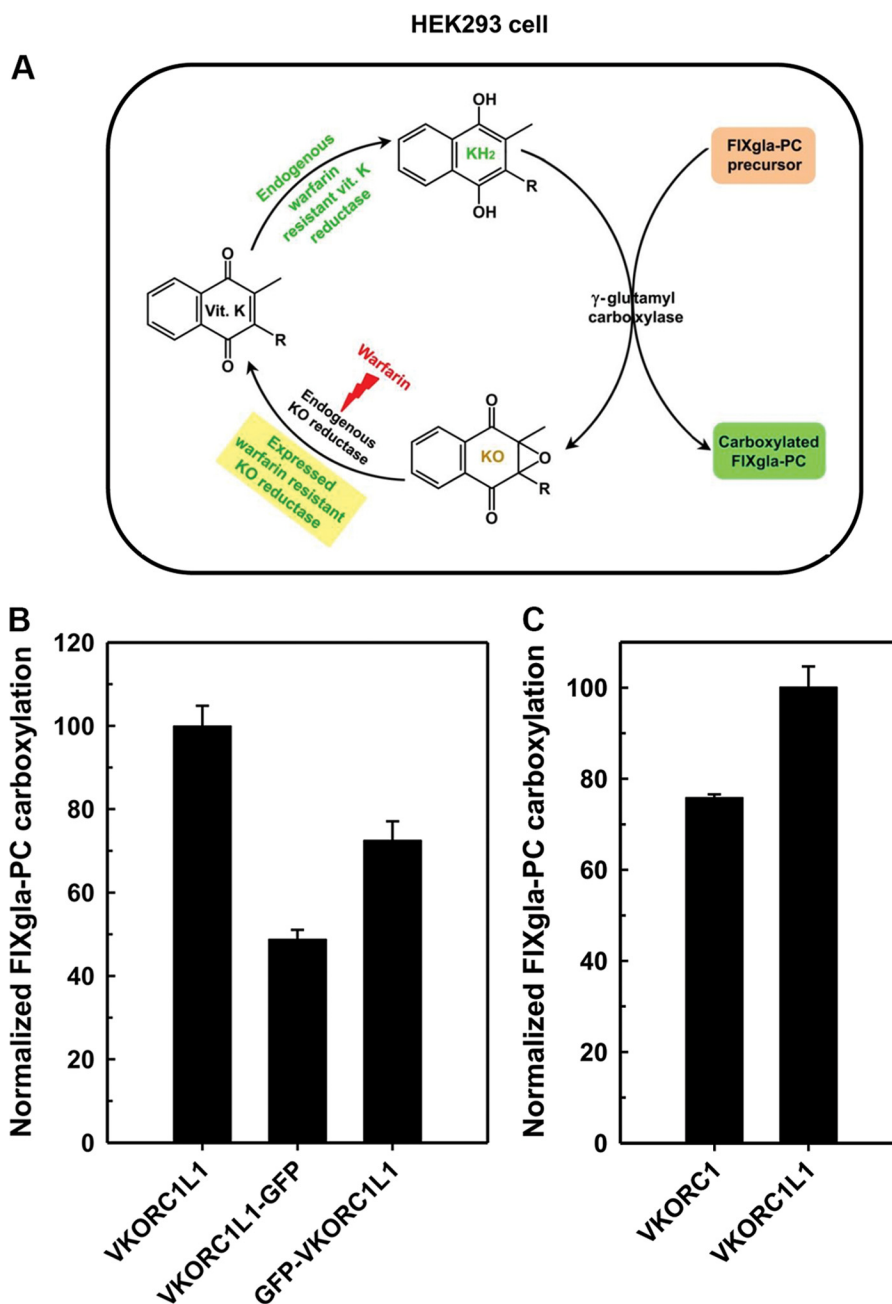 HEK293 cell
A
OH
KH2
R
OH
Endogenous
warfarin
resistant vit. K
reductase
FIXgla-PC
precursor
O
Vit. K
R
O
γ-glutamyl
carboxylase
Warfarin
Endogenous
KO reductase
Expressed
warfarin resistant
KO reductase
O
KO
O
R
O
Carboxylated
FIXgla-PC
B
Normalized FIXgla-PC carboxylation
120
100
80
60
40
20
0
VKORC1L1
VKORC1L1-GFP
GFP-VKORC1L1
C
Normalized FIXgla-PC carboxylation
100
80
60
40
20
0
VKORC1
VKORC1L1